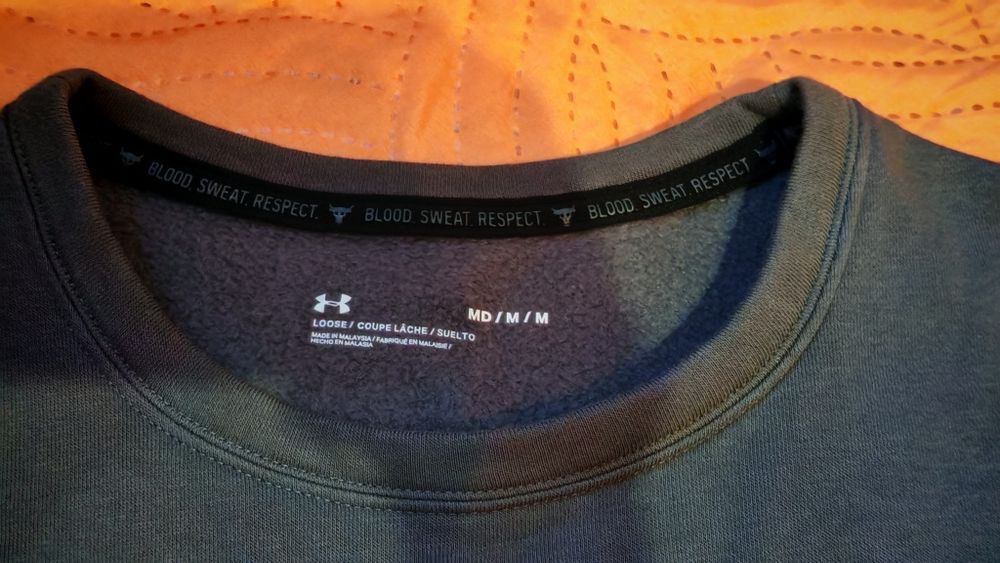 BLOOD. SWEAT. RESPECT. BLOOD. SWEAT. RESPECT. BLOOD. SWEAT. RESPECT
MD / M / M
LOOSE / COUPE LÂCHE / SUELTO
MADE IN MALAYSIA / FABRIQUÉ EN MALAISIE /
HECHO EN MALASIA